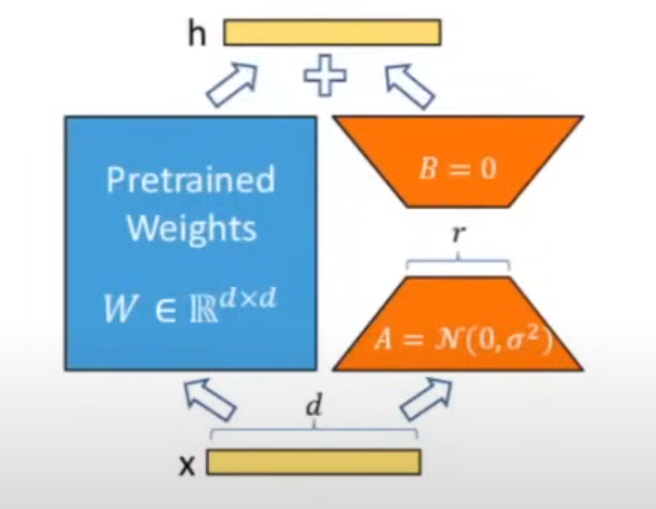 h
Pretrained
Weights
W ∈ ℝ^{d×d}
B = 0
r
A = 𝒩(0, σ²)
d
x